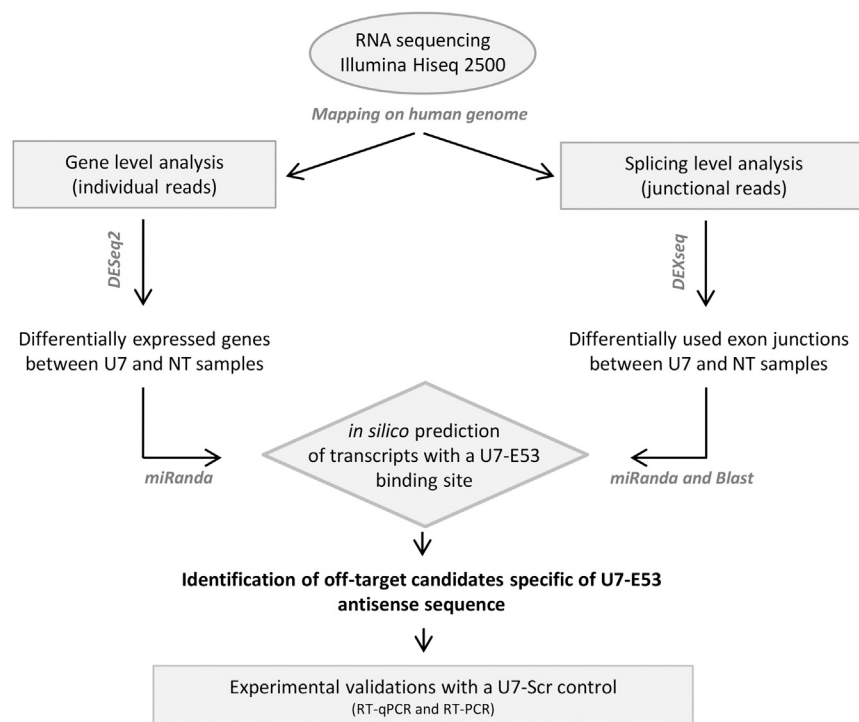 RNA sequencing
Illumina Hiseq 2500
Mapping on human genome
Gene level analysis
(individual reads)
Splicing level analysis
(junctional reads)
DESeq2
DEXseq
Differentially expressed genes
between U7 and NT samples
Differentially used exon junctions
between U7 and NT samples
in silico prediction
of transcripts with a U7-E53
binding site
miRanda
miRanda and Blast
Identification of off-target candidates specific of U7-E53
antisense sequence
Experimental validations with a U7-Scr control
(RT-qPCR and RT-PCR)